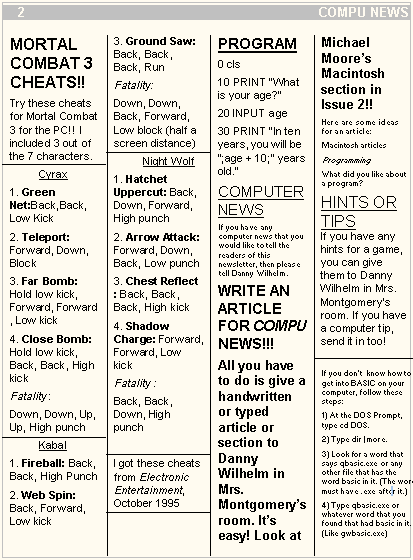 2
COMPU NEWS
MORTAL
COMBAT 3
CHEATS!!
Try these cheats
for Mortal Combat
3 for the PC!! I
included 3 out of
the 7 characters.
Cyrax
1. Green
Net:Back,Back,
Low Kick
2. Teleport:
Forward, Down,
Block
3. Far Bomb:
Hold low kick,
Forward, Forward
, Low kick
4. Close Bomb:
Hold low kick,
Back, Back, High
kick
Fatality:
Down, Down, Up,
Up, High punch
Kabal
1. Fireball: Back,
Back, High Punch
2. Web Spin:
Back, Forward,
Low kick
3. Ground Saw:
Back, Back,
Back, Run
Fatality:
Down, Down,
Back, Forward,
Low block (half a
screen distance)
Night Wolf
1. Hatchet
Uppercut: Back,
Down, Forward,
High punch
2. Arrow Attack:
Forward, Down,
Back, Low punch
3. Chest Reflect
: Back, Back,
Back, High kick
4. Shadow
Charge: Forward,
Forward, Low
kick
Fatality :
Back, Back,
Down, High
punch
I got these cheats
from Electronic
Entertainment,
October 1995
PROGRAM
0 cls
10 PRINT "What
is your age?"
20 INPUT age
30 PRINT "In ten
years, you will be
";age + 10;" years
old."
COMPUTER
NEWS
If you have any
computer news that you
would like to tell the
readers of this
newsletter, then please
tell Danny Wilhelm.
WRITE AN
ARTICLE
FOR COMPU
NEWS!!!
All you have
to do is give a
handwritten
or typed
article or
section to
Danny
Wilhelm in
Mrs.
Montgomery's
room. It's
easy! Look at
Michael
Moore's
Macintosh
section in
Issue 2!!
Here are some ideas
for an article:
Macintosh articles
Programming
What did you like about
a program?
HINTS OR
TIPS
If you have any
hints for a game,
you can give
them to Danny
Wilhelm in Mrs.
Montgomery's
room. If you have
a computer tip,
send it in too!
If you don't know how to
get into BASIC on your
computer, follow these
steps:
1) At the DOS Prompt,
type cd DOS.
2) Type dir |more.
3) Look for a word that
says qbasic.exe or any
other file that has the
word basic in it. (The word
must have .exe after it.)
4) Type qbasic.exe or
whatever word that you
found that had basic in it.
(Like gwbasic.exe)